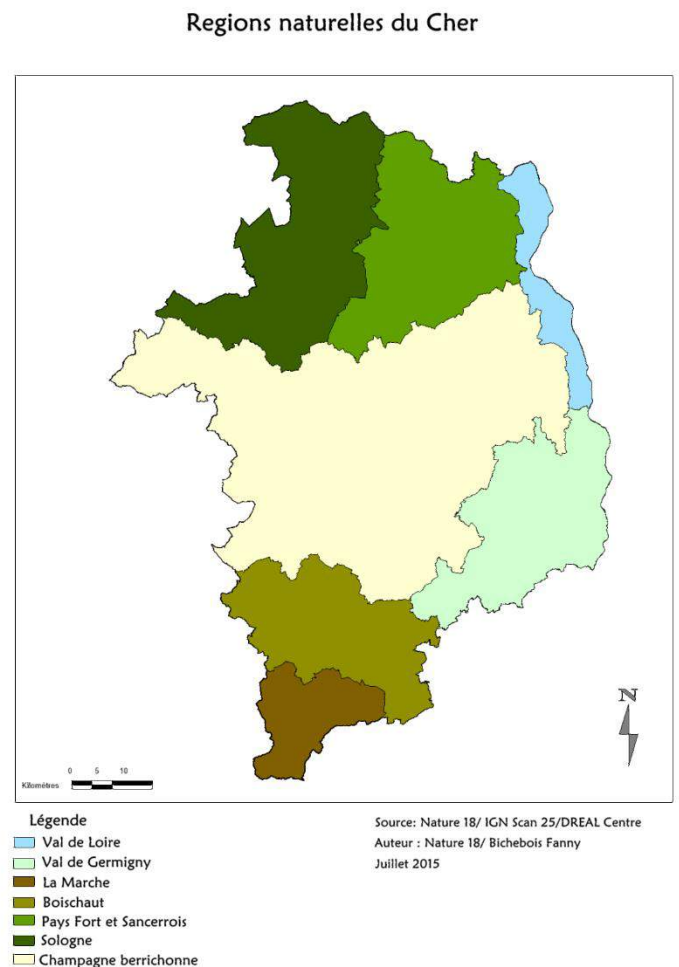 Regions naturelles du Cher
N
0 5 10
Kilomètres
Légende
Val de Loire
Val de Germigny
La Marche
Boischaut
Pays Fort et Sancerrois
Sologne
Champagne berrichonne
Source: Nature 18/ IGN Scan 25/DREAL Centre
Auteur : Nature 18/ Bichebois Fanny
Juillet 2015